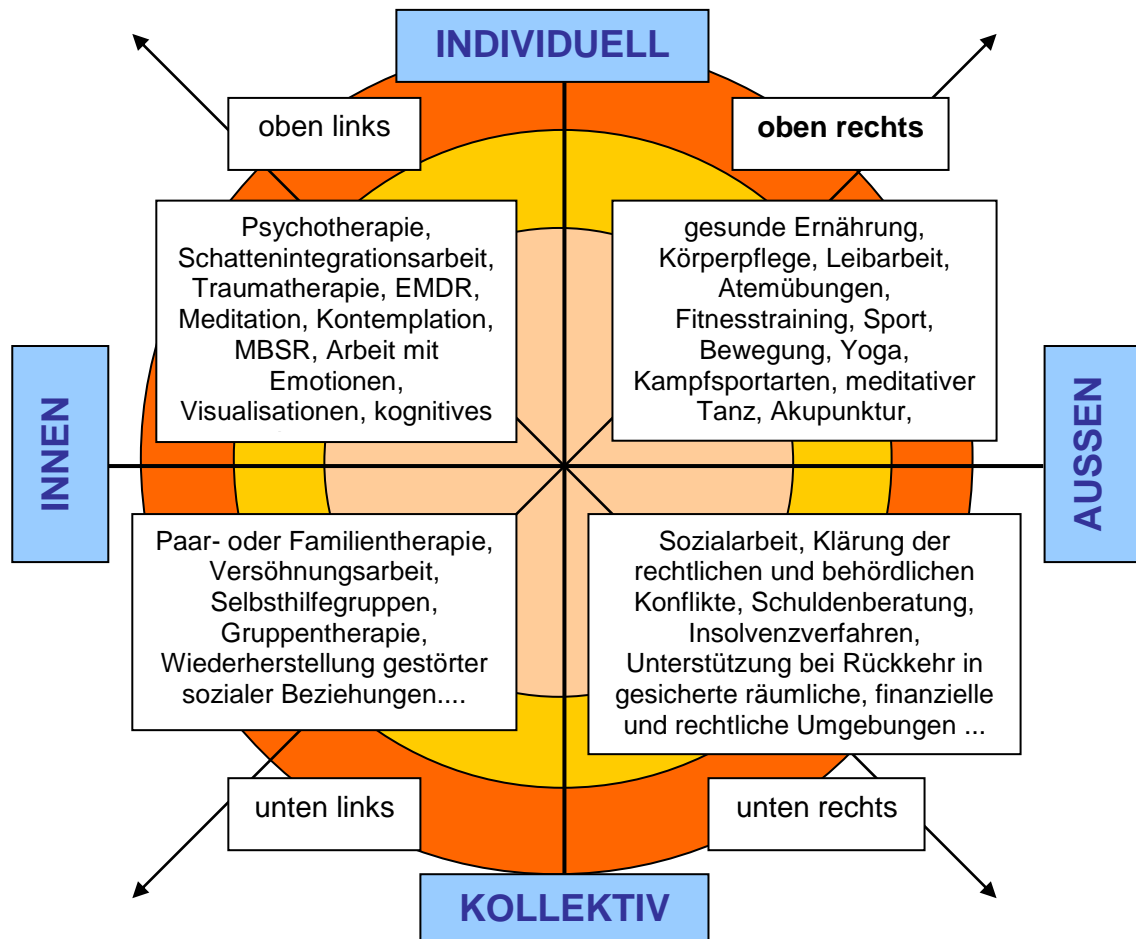 INDIVIDUELL
oben links
oben rechts
Psychotherapie,
Schattenintegrationsarbeit,
Traumatherapie, EMDR,
Meditation, Kontemplation,
MBSR, Arbeit mit
Emotionen,
Visualisationen, kognitives
gesunde Ernährung,
Körperpflege, Leibarbeit,
Atemübungen,
Fitnesstraining, Sport,
Bewegung, Yoga,
Kampfsportarten, meditativer
Tanz, Akupunktur,
INNEN
AUSSEN
Paar- oder Familientherapie,
Versöhnungsarbeit,
Selbsthilfegruppen,
Gruppentherapie,
Wiederherstellung gestörter
sozialer Beziehungen....
Sozialarbeit, Klärung der
rechtlichen und behördlichen
Konflikte, Schuldenberatung,
Insolvenzverfahren,
Unterstützung bei Rückkehr in
gesicherte räumliche, finanzielle
und rechtliche Umgebungen ...
unten links
unten rechts
KOLLEKTIV